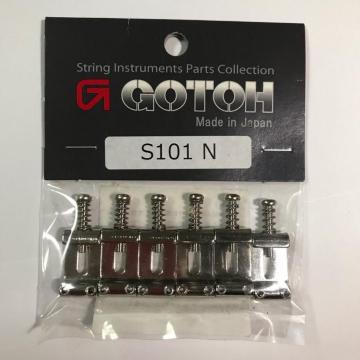 String Instruments Parts Collection
GOTOH
Made in Japan
S101 N